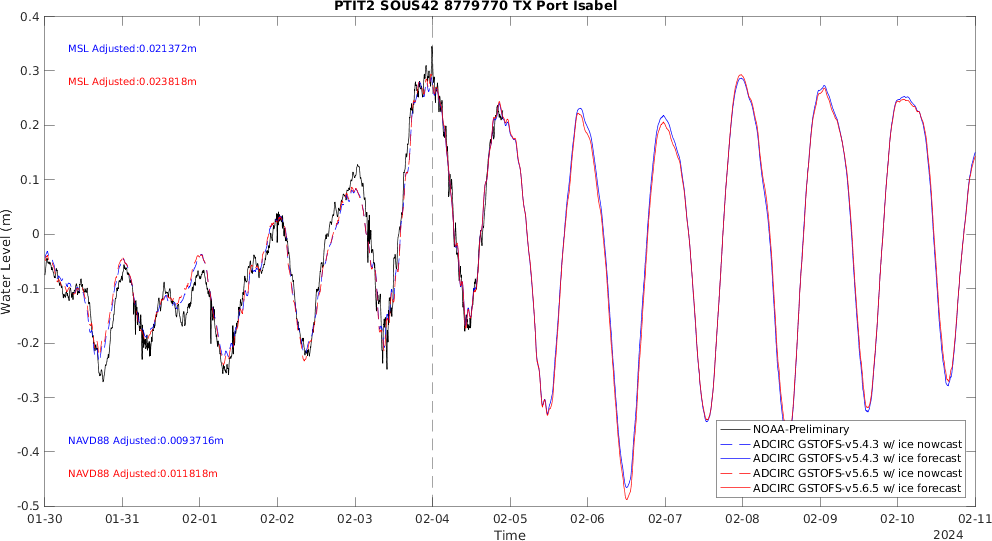 PTIT2 SOUS42 8779770 TX Port Isabel
0.4
0.3
0.2
0.1
0
-0.1
-0.2
-0.3
-0.4
-0.5
Water Level (m)
MSL Adjusted:0.021372m
MSL Adjusted:0.023818m
NAVD88 Adjusted:0.0093716m
NAVD88 Adjusted:0.011818m
NOAA-Preliminary
ADCIRC GSTOFS-v5.4.3 w/ ice nowcast
ADCIRC GSTOFS-v5.4.3 w/ ice forecast
ADCIRC GSTOFS-v5.6.5 w/ ice nowcast
ADCIRC GSTOFS-v5.6.5 w/ ice forecast
01-30 01-31 02-01 02-02 02-03 02-04 02-05 02-06 02-07 02-08 02-09 02-10 02-11
Time
2024